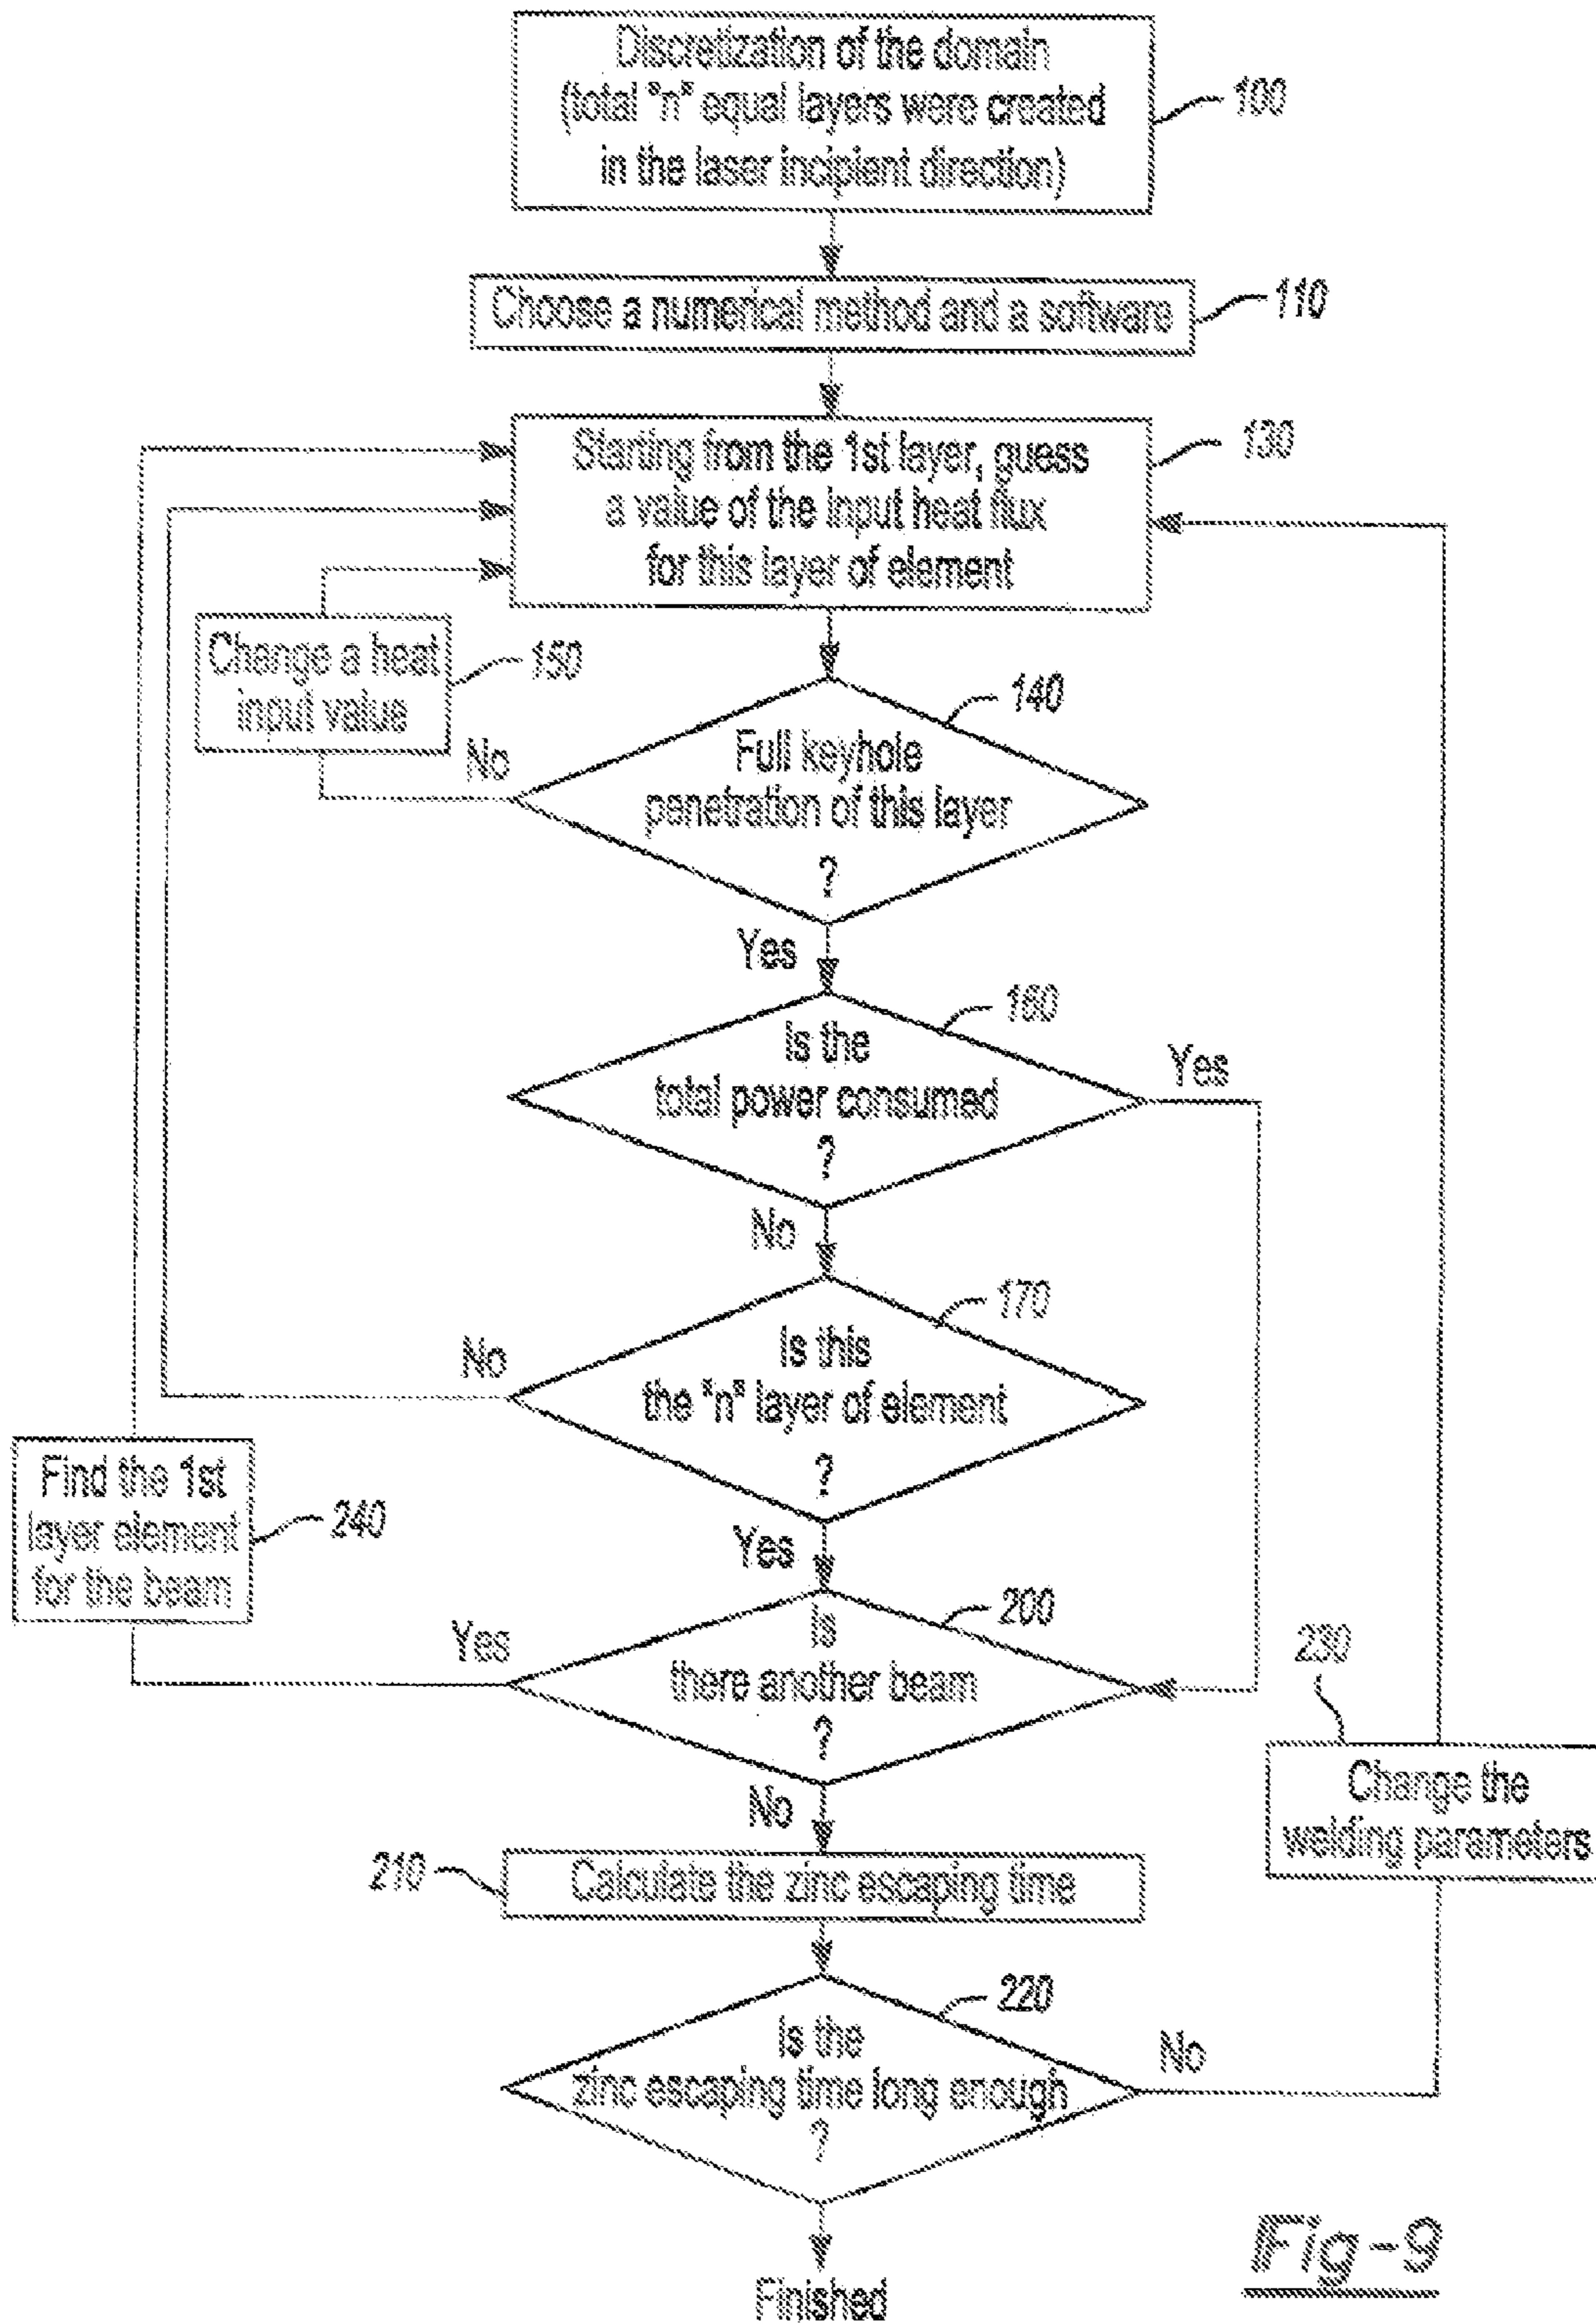 Discretization of the domain
(total "n" equal layers were created
in the laser incipient direction)
100
Choose a numerical method and a software
110
Starting from the 1st layer, guess
a value of the input heat flux
for this layer of element
130
Change a heat
input value
150
140
No
Full keyhole
penetration of this layer
?
Yes
160
Is the
total power consumed
?
Yes
No
170
No
Is this
the "n" layer of element
?
Find the 1st
layer element
for the beam
240
Yes
200
Yes
Is
there another beam
?
230
No
Change the
welding parameters
210
Calculate the zinc escaping time
220
Is the
zinc escaping time long enough
?
No
Finished
Fig-9